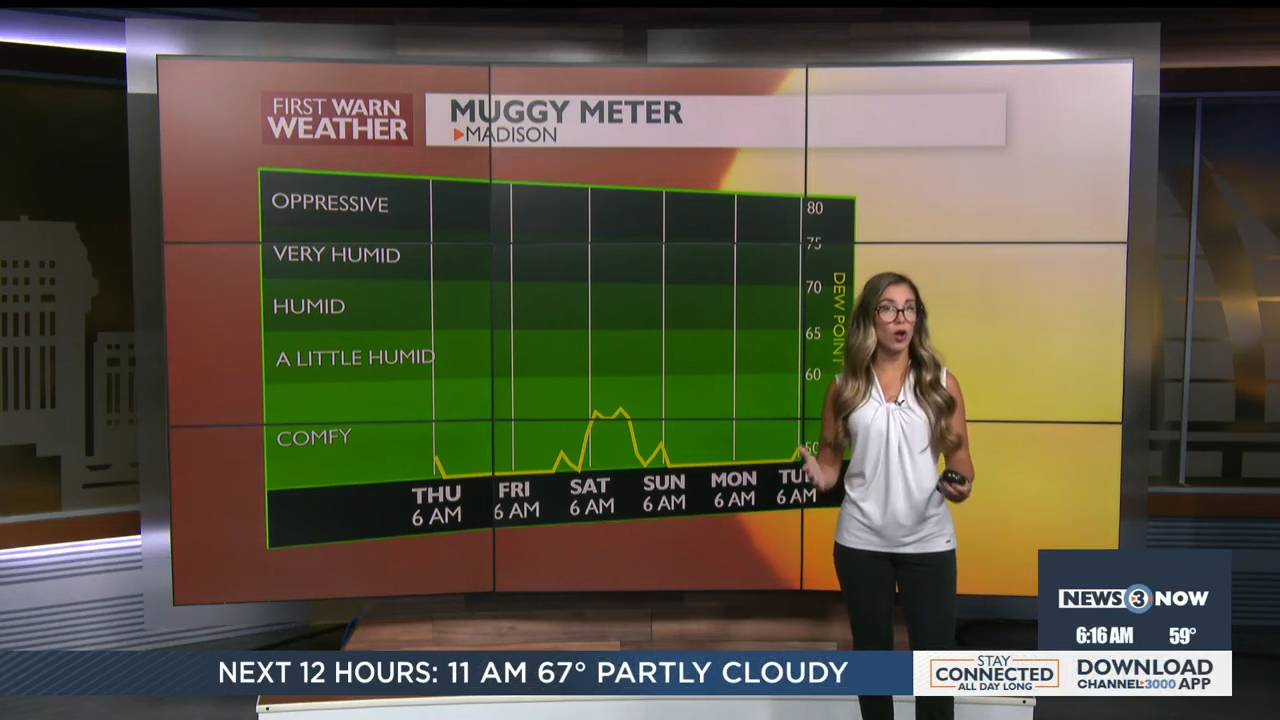 FIRST WARN
WEATHER
MUGGY METER
MADISON
OPPRESSIVE
VERY HUMID
HUMID
A LITTLE HUMID
COMFY
80
75
70
65
60
50
DEW POINT
THU
6 AM
FRI
6 AM
SAT
6 AM
SUN
6 AM
MON
6 AM
TUE
6 AM
NEWS 3 NOW
6:16 AM 59°
NEXT 12 HOURS: 11 AM 67° PARTLY CLOUDY
STAY
CONNECTED
ALL DAY LONG
DOWNLOAD
CHANNEL3000 APP